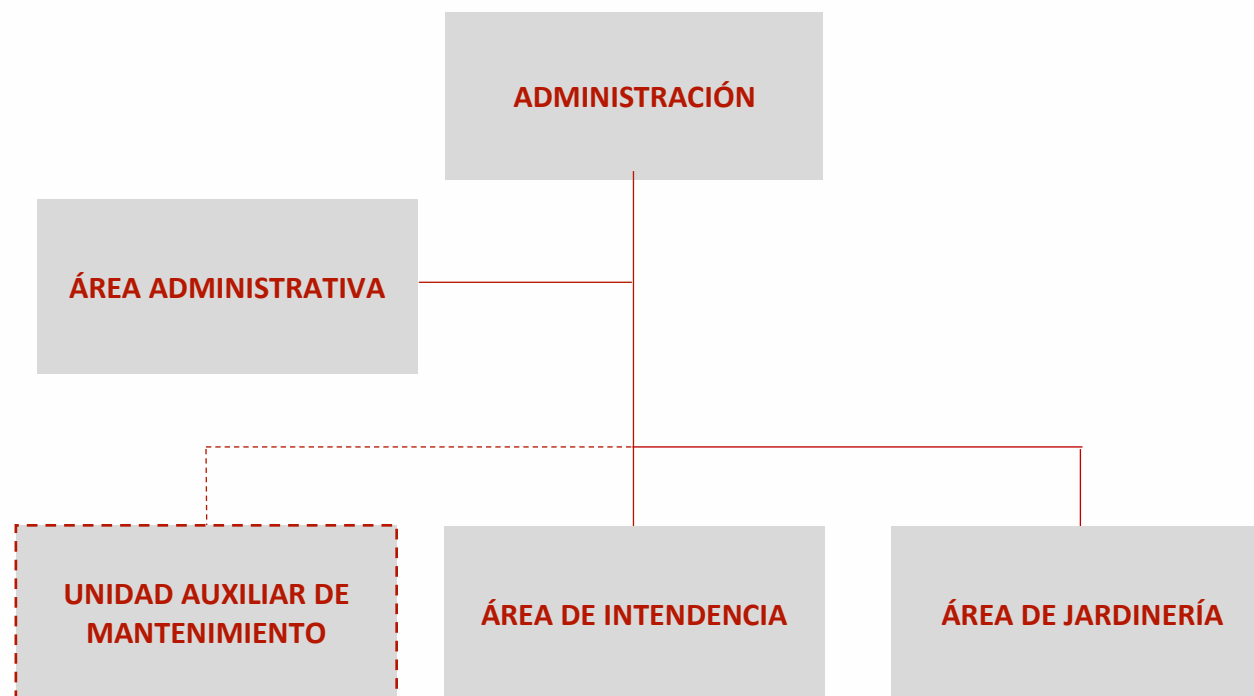 ADMINISTRACIÓN
ÁREA ADMINISTRATIVA
UNIDAD AUXILIAR DE
MANTENIMIENTO
ÁREA DE INTENDENCIA
ÁREA DE JARDINERÍA